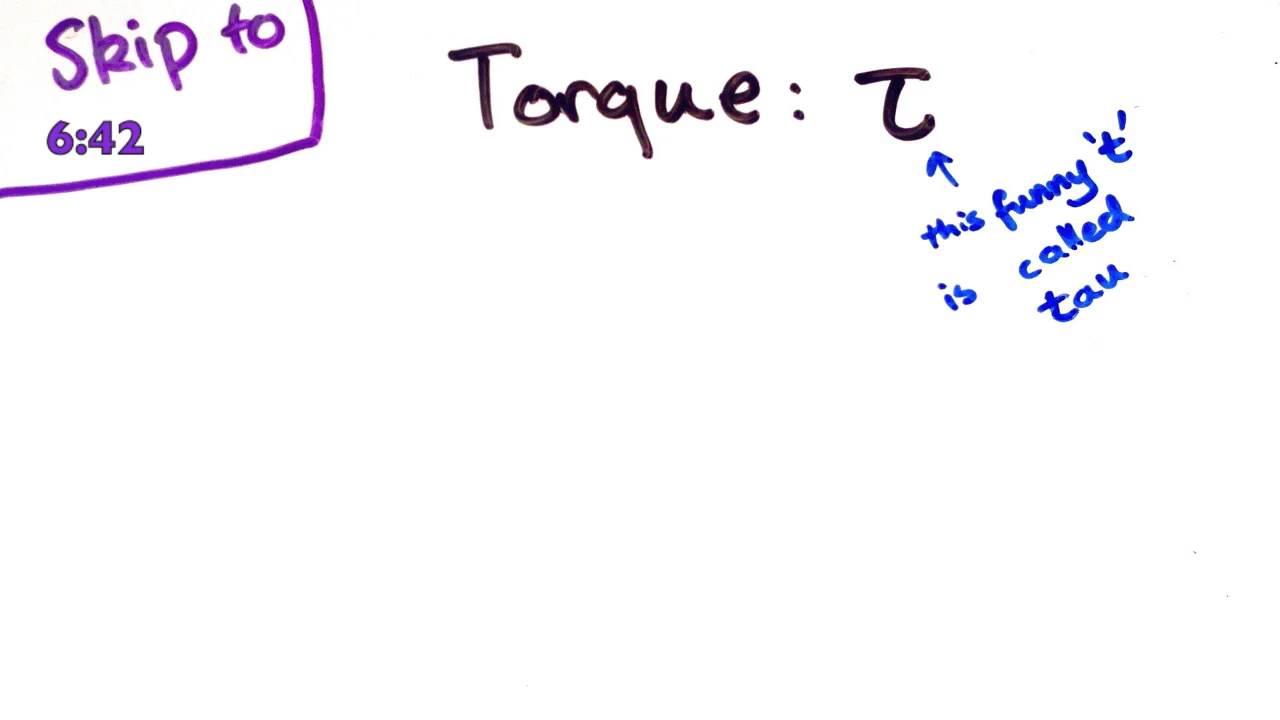 Skip to
6:42
Torque: τ
this funny 't'
is called
tau